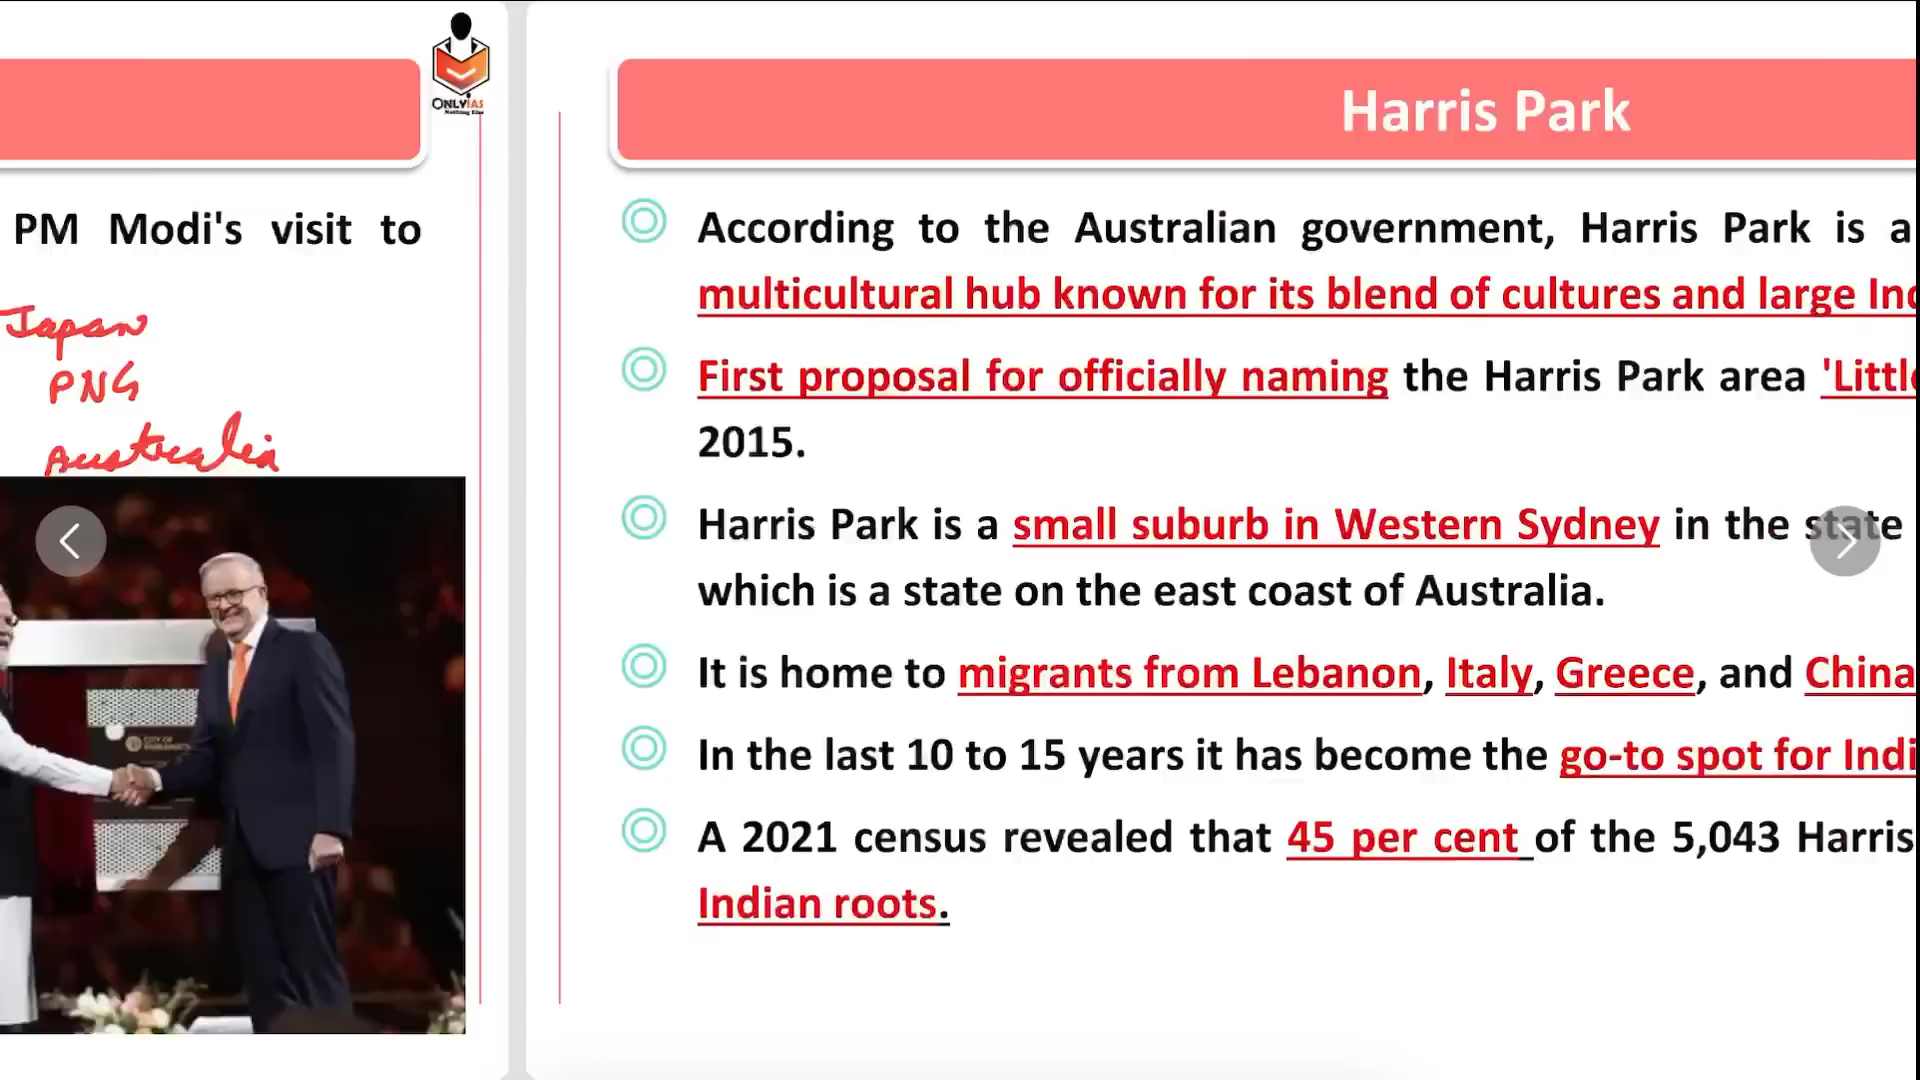 ONLYIAS
Nothing Else
PM Modi's visit to
Japan
PNG
Australia
CITY OF
Harris Park
According to the Australian government, Harris Park is a
multicultural hub known for its blend of cultures and large
First proposal for officially naming the Harris Park area
2015.
Harris Park is a small suburb in Western Sydney in the state
which is a state on the east coast of Australia.
It is home to migrants from Lebanon, Italy, Greece, and China
In the last 10 to 15 years it has become the go-to spot for
A 2021 census revealed that 45 per cent of the 5,043 Harris
Indian roots.